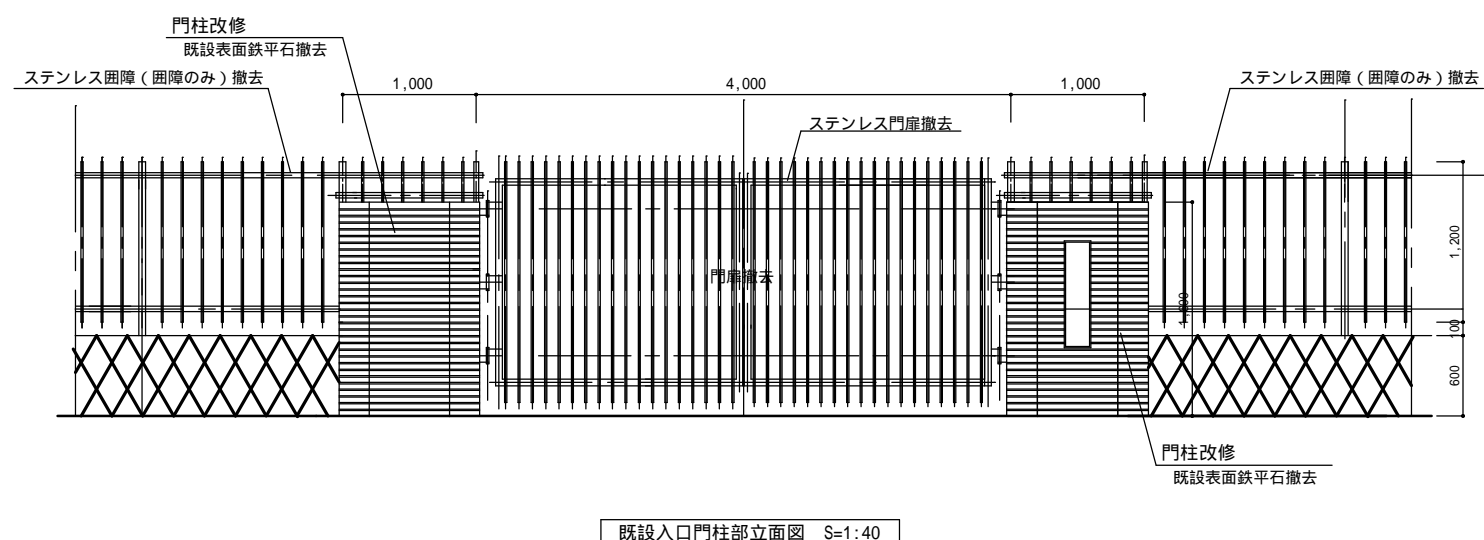 門柱改修
既設表面鉄平石撤去
ステンレス囲障(囲障のみ)撤去
ステンレス囲障(囲障のみ)撤去
1,000
4,000
1,000
ステンレス門扉撤去
門扉撤去
1,200
100
600
門柱改修
既設表面鉄平石撤去
既設入口門柱部立面図 S=1:40